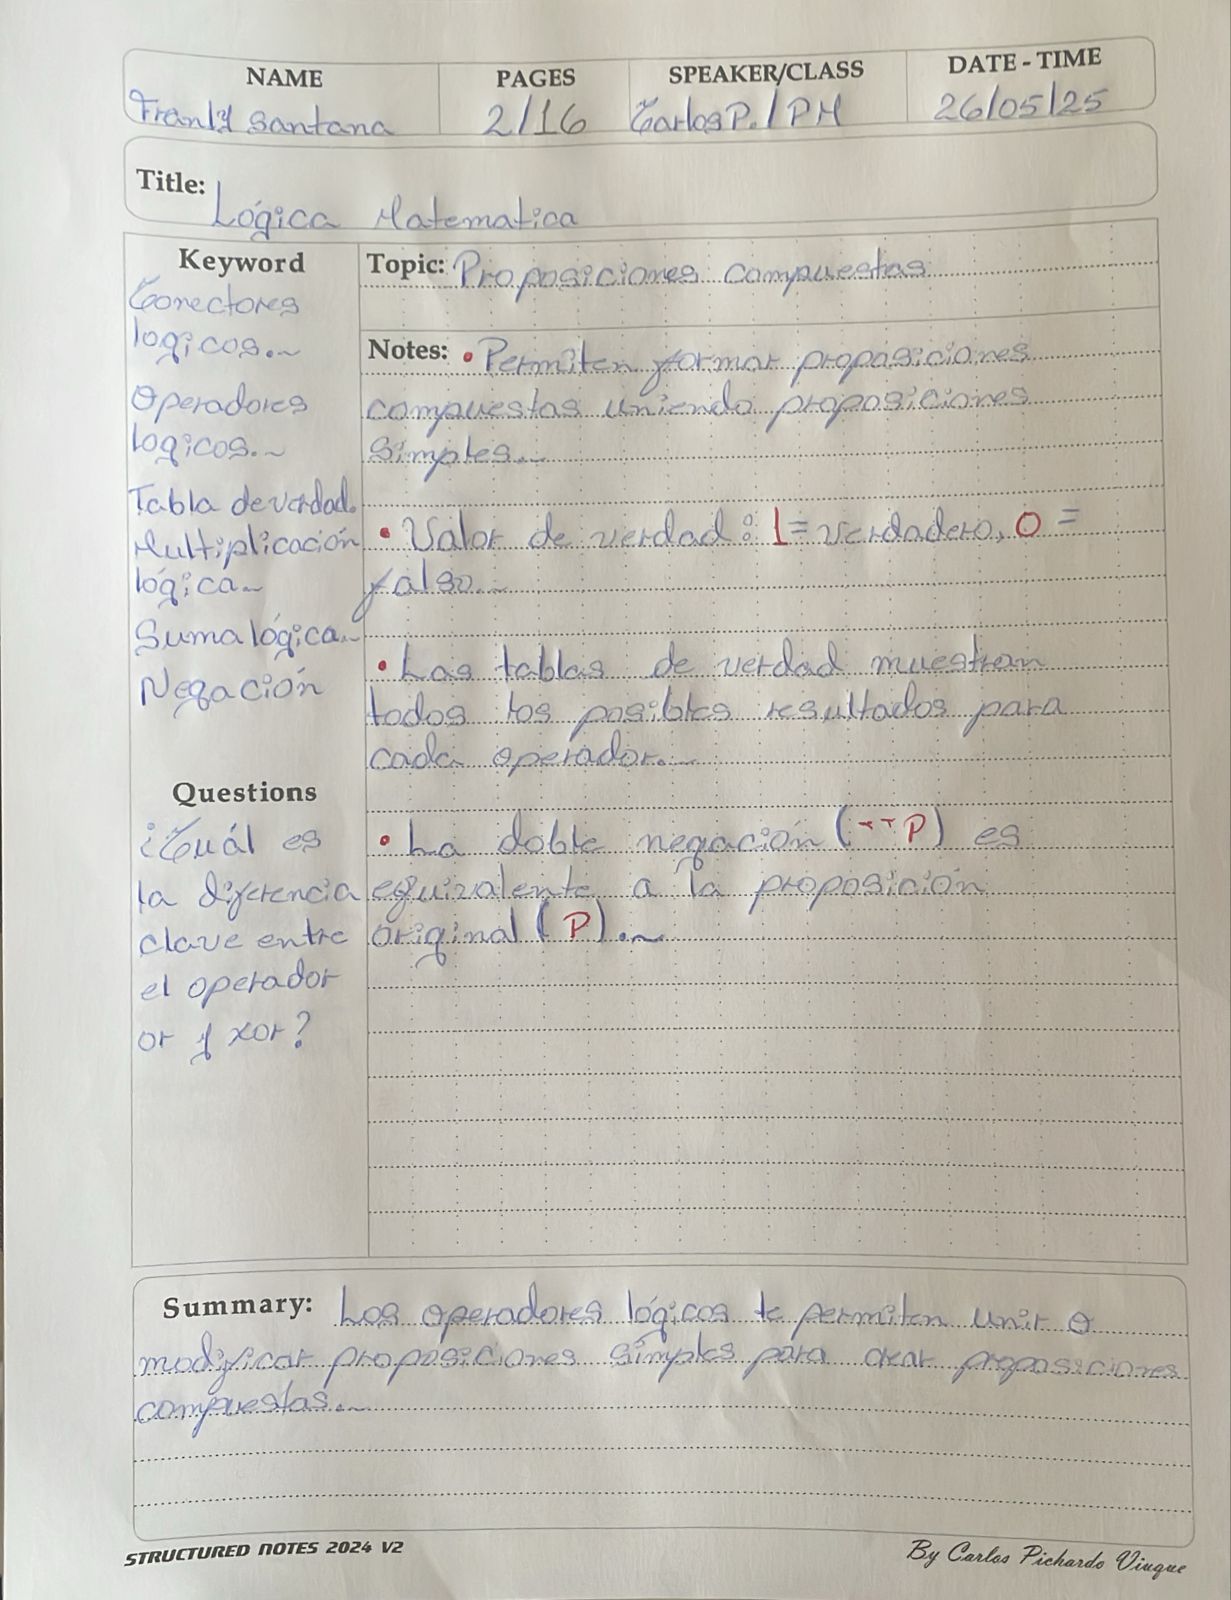 NAME
Franly Santana
PAGES
2/16
SPEAKER/CLASS
Carlos P. / PM
DATE - TIME
26/05/25
Title:
Lógica Matematica
Keyword
Conectores
logicos.~
Operadores
logicos.~
Tabla de verdad.
Multiplicación
lógica~
Suma lógica.~
Negación
Questions
¿Cuál es
la diferencia
clave entre
el operador
or y xor?
Topic: Proposiciones compuestas
Notes: • Permiten formar proposiciones
compuestas uniendo proposiciones
simples.~
• Valor de verdad: 1= verdadero, 0 =
falso.~
• Las tablas de verdad muestran
todos los posibles resultados para
cada operador.~
• La doble negación (¬¬P) es
equivalente a la proposición
original (P).~
Summary: Los operadores lógicos te permiten unir o
modificar proposiciones simples para crear proposiciones
compuestas.~
STRUCTURED NOTES 2024 V2
By Carlos Pichardo Viuque